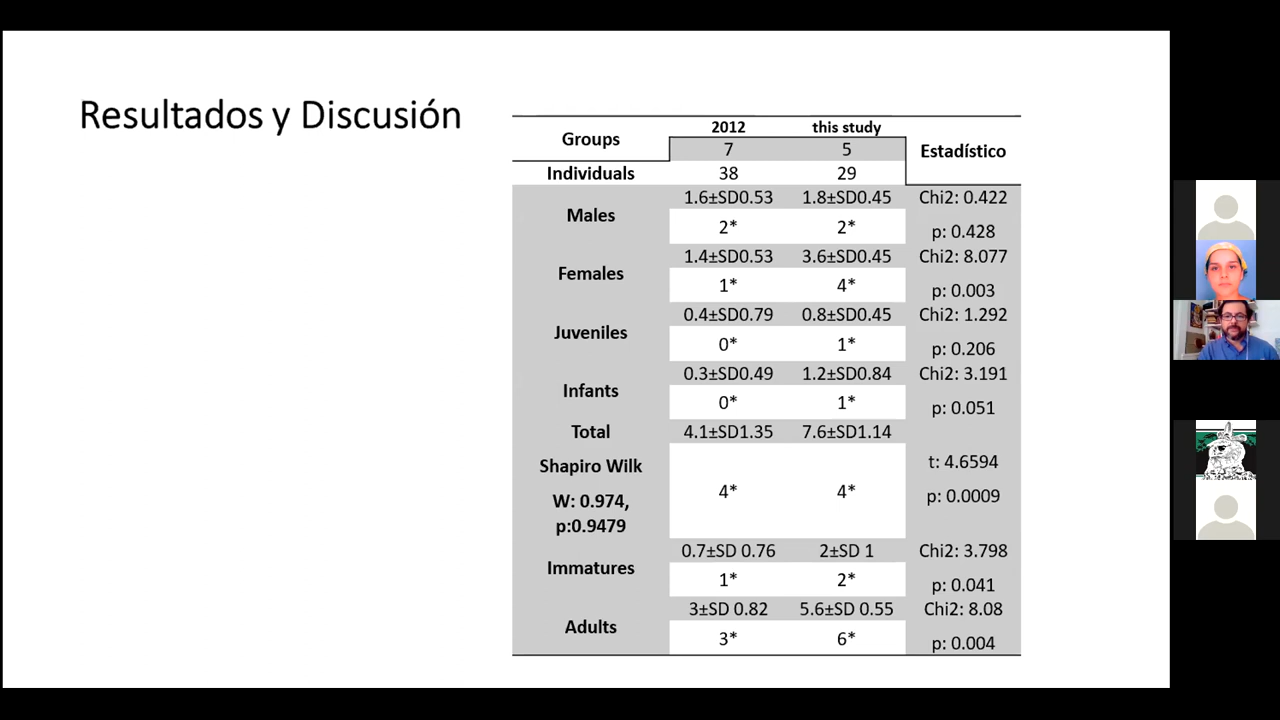 Resultados y Discusión
Groups 2012 this study Estadístico
7 5
Individuals 38 29
Males 1.6±SD0.53 1.8±SD0.45 Chi2: 0.422
2* 2* p: 0.428
Females 1.4±SD0.53 3.6±SD0.45 Chi2: 8.077
1* 4* p: 0.003
Juveniles 0.4±SD0.79 0.8±SD0.45 Chi2: 1.292
0* 1* p: 0.206
Infants 0.3±SD0.49 1.2±SD0.84 Chi2: 3.191
0* 1* p: 0.051
Total 4.1±SD1.35 7.6±SD1.14
Shapiro Wilk t: 4.6594
W: 0.974, 4* 4* p: 0.0009
p:0.9479
Immatures 0.7±SD 0.76 2±SD 1 Chi2: 3.798
1* 2* p: 0.041
Adults 3±SD 0.82 5.6±SD 0.55 Chi2: 8.08
3* 6* p: 0.004